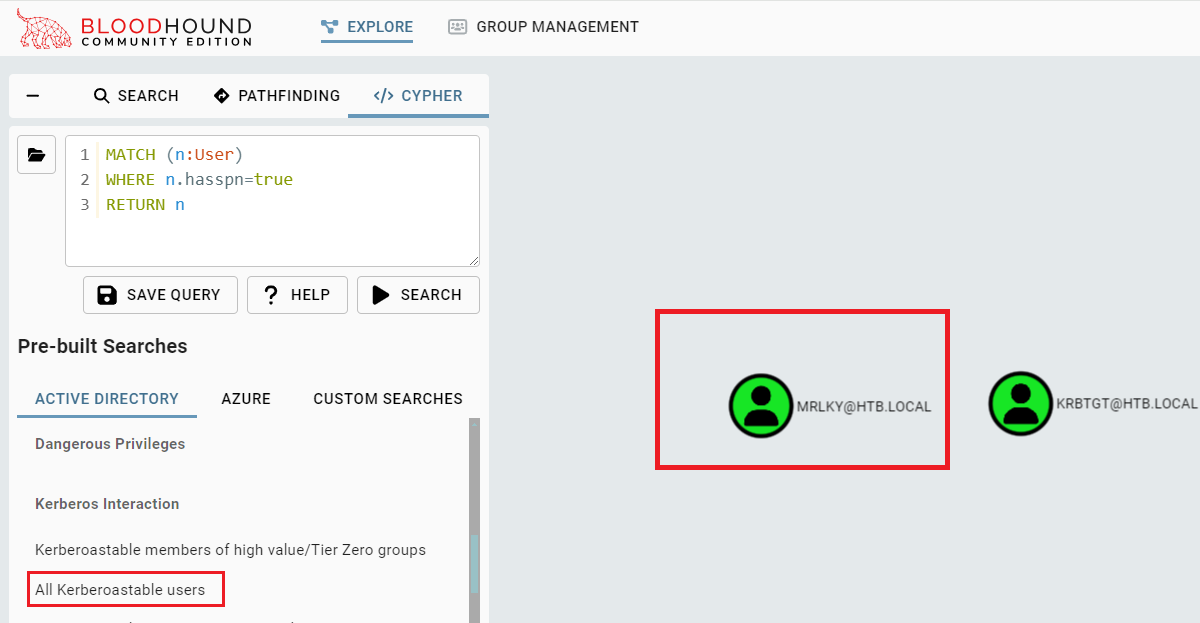 BLOODHOUND
COMMUNITY EDITION
EXPLORE
GROUP MANAGEMENT
SEARCH
PATHFINDING
</> CYPHER
1 MATCH (n:User)
2 WHERE n.hasspn=true
3 RETURN n
SAVE QUERY
? HELP
SEARCH
Pre-built Searches
ACTIVE DIRECTORY
AZURE
CUSTOM SEARCHES
Dangerous Privileges
Kerberos Interaction
Kerberoastable members of high value/Tier Zero groups
All Kerberoastable users
MRLKY@HTB.LOCAL
KRBTGT@HTB.LOCAL